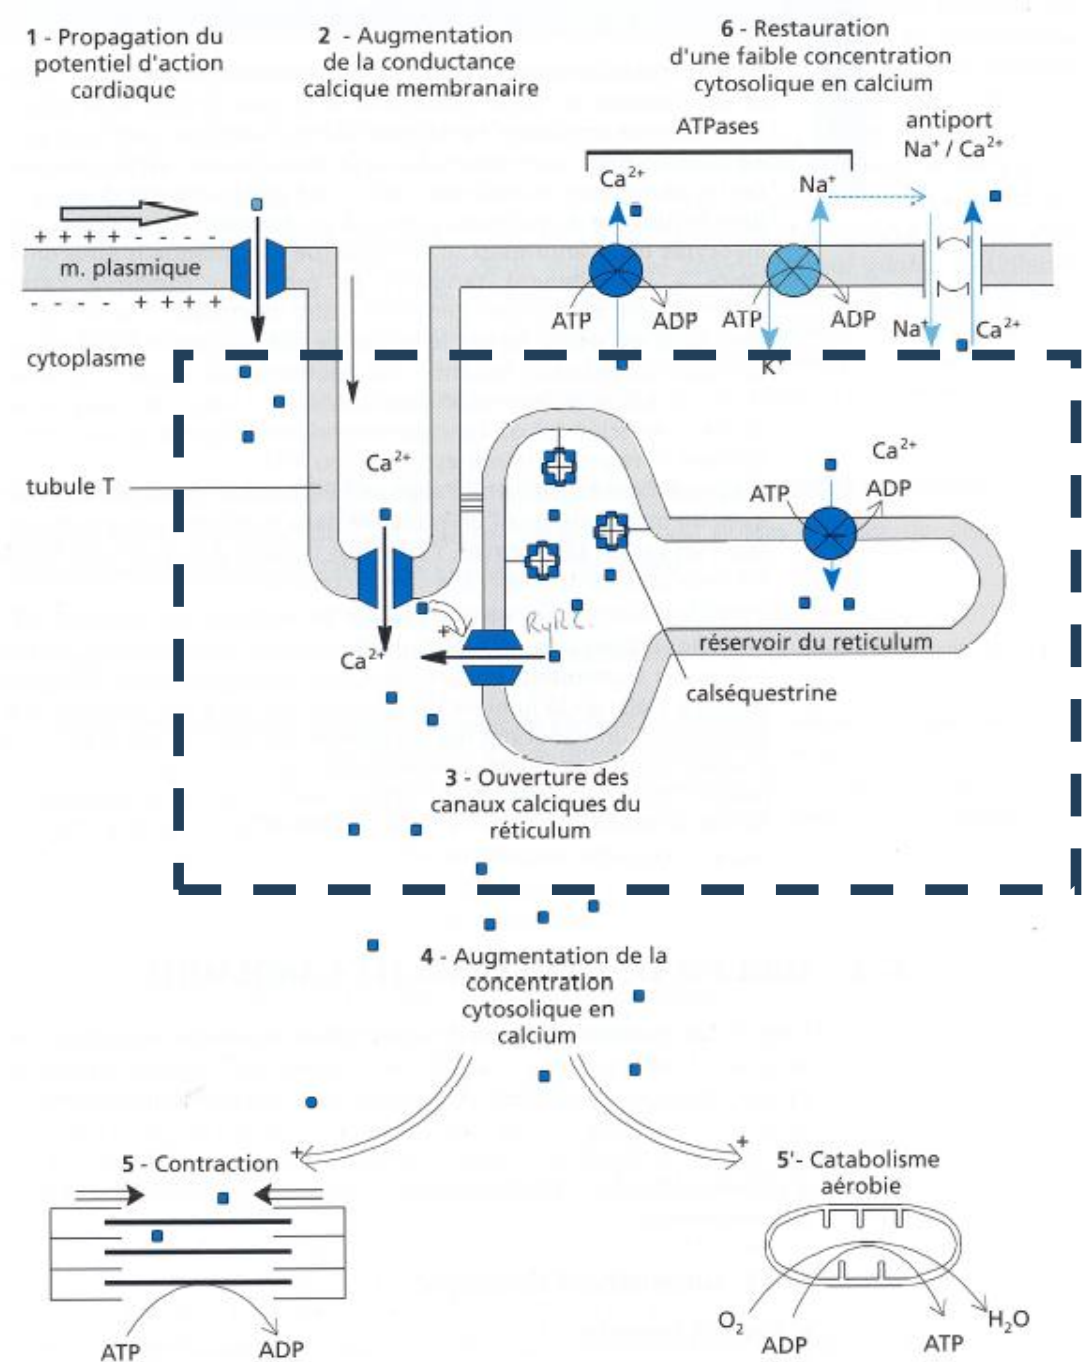 1 - Propagation du
potentiel d'action
cardiaque
2 - Augmentation
de la conductance
calcique membranaire
6 - Restauration
d'une faible concentration
cytosolique en calcium
ATPases
antiport
Na⁺ / Ca²⁺
Ca²⁺
Na⁺
+ + + + - - - -
m. plasmique
- - - - + + + +
ATP
ADP
ATP
ADP
Na⁺
Ca²⁺
K⁺
cytoplasme
tubule T
Ca²⁺
Ca²⁺
ATP
ADP
+
RyR2.
Ca²⁺
réservoir du reticulum
calséquestrine
3 - Ouverture des
canaux calciques du
réticulum
4 - Augmentation de la
concentration
cytosolique en
calcium
+
+
5 - Contraction
5'- Catabolisme
aérobie
ATP
ADP
O₂
ADP
ATP
H₂O